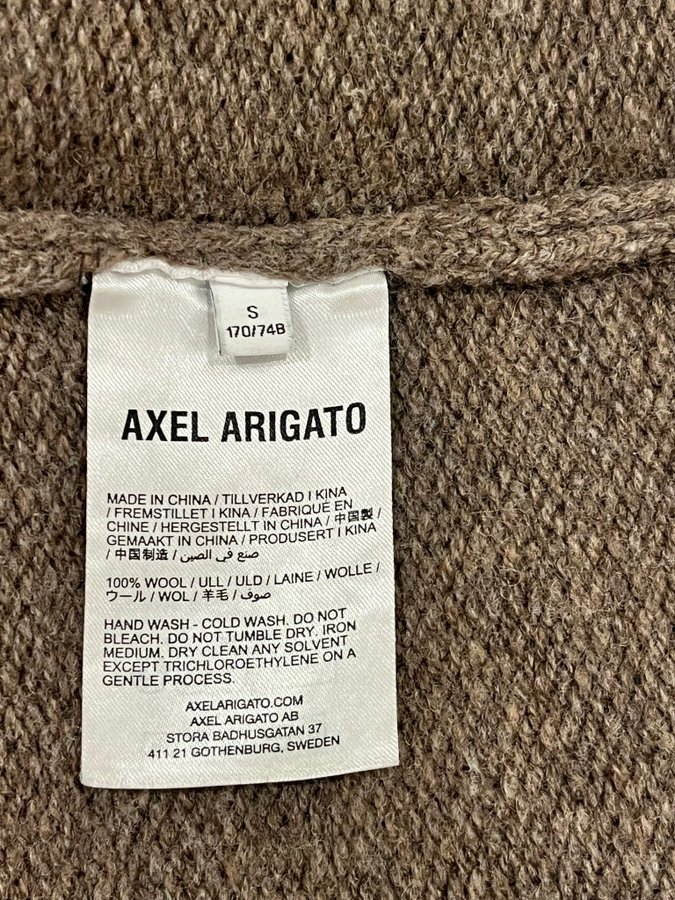 S
170/74B
AXEL ARIGATO
MADE IN CHINA / TILLVERKAD I KINA
/ FREMSTILLET I KINA / FABRIQUÉ EN
CHINE / HERGESTELLT IN CHINA / 中国製 /
GEMAAKT IN CHINA / PRODUSERT I KINA
/ 中国制造 / صنع في الصين /
100% WOOL / ULL / ULD / LAINE / WOLLE /
ウール / WOL / 羊毛 / صوف /
HAND WASH - COLD WASH. DO NOT
BLEACH. DO NOT TUMBLE DRY. IRON
MEDIUM. DRY CLEAN ANY SOLVENT
EXCEPT TRICHLOROETHYLENE ON A
GENTLE PROCESS.
AXELARIGATO.COM
AXEL ARIGATO AB
STORA BADHUSGATAN 37
411 21 GOTHENBURG, SWEDEN